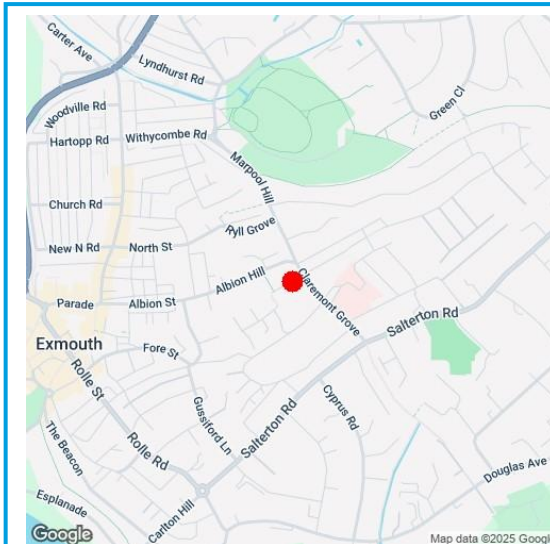 Carter Ave
Lyndhurst Rd
Woodville Rd
Green Cl
Hartopp Rd
Withycombe Rd
Marpool Hill
Church Rd
Ryll Grove
New N Rd
North St
Albion Hill
Claremont Grove
Parade
Albion St
Salterton Rd
Exmouth
Fore St
Rolle St
Cyprus Rd
Gussiford Ln
Salterton Rd
The Beacon
Rolle Rd
Douglas Ave
Esplanade
Carlton Hill
Google
Map data ©2025 Google